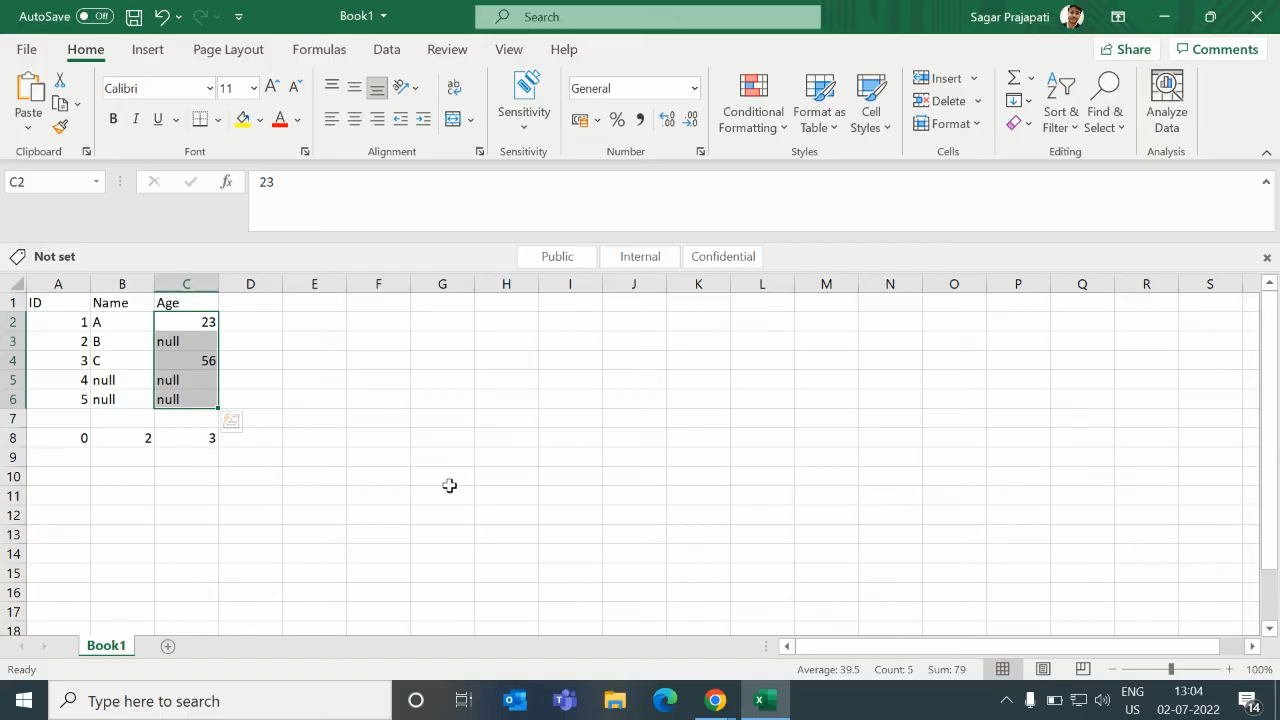 AutoSave Off Book1 Search Sagar Prajapati
File Home Insert Page Layout Formulas Data Review View Help Share Comments
Paste
Clipboard
Calibri 11
B I U A
Font
ab
Alignment
Sensitivity
Sensitivity
General
% 9
Number
Conditional Formatting
Format as Table
Cell Styles
Styles
Insert
Delete
Format
Cells
Sort & Filter
Find & Select
Editing
Analyze Data
Analysis
C2 fx 23
Not set Public Internal Confidential
A B C D E F G H I J K L M N O P Q R S
1 ID Name Age
2 1 A 23
3 2 B null
4 3 C 56
5 4 null null
6 5 null null
7
8 0 2 3
9
10
11
12
13
14
15
16
17
18
Book1
Ready Average: 39.5 Count: 5 Sum: 79 100%
Type here to search ENG US 13:04 02-07-2022 14